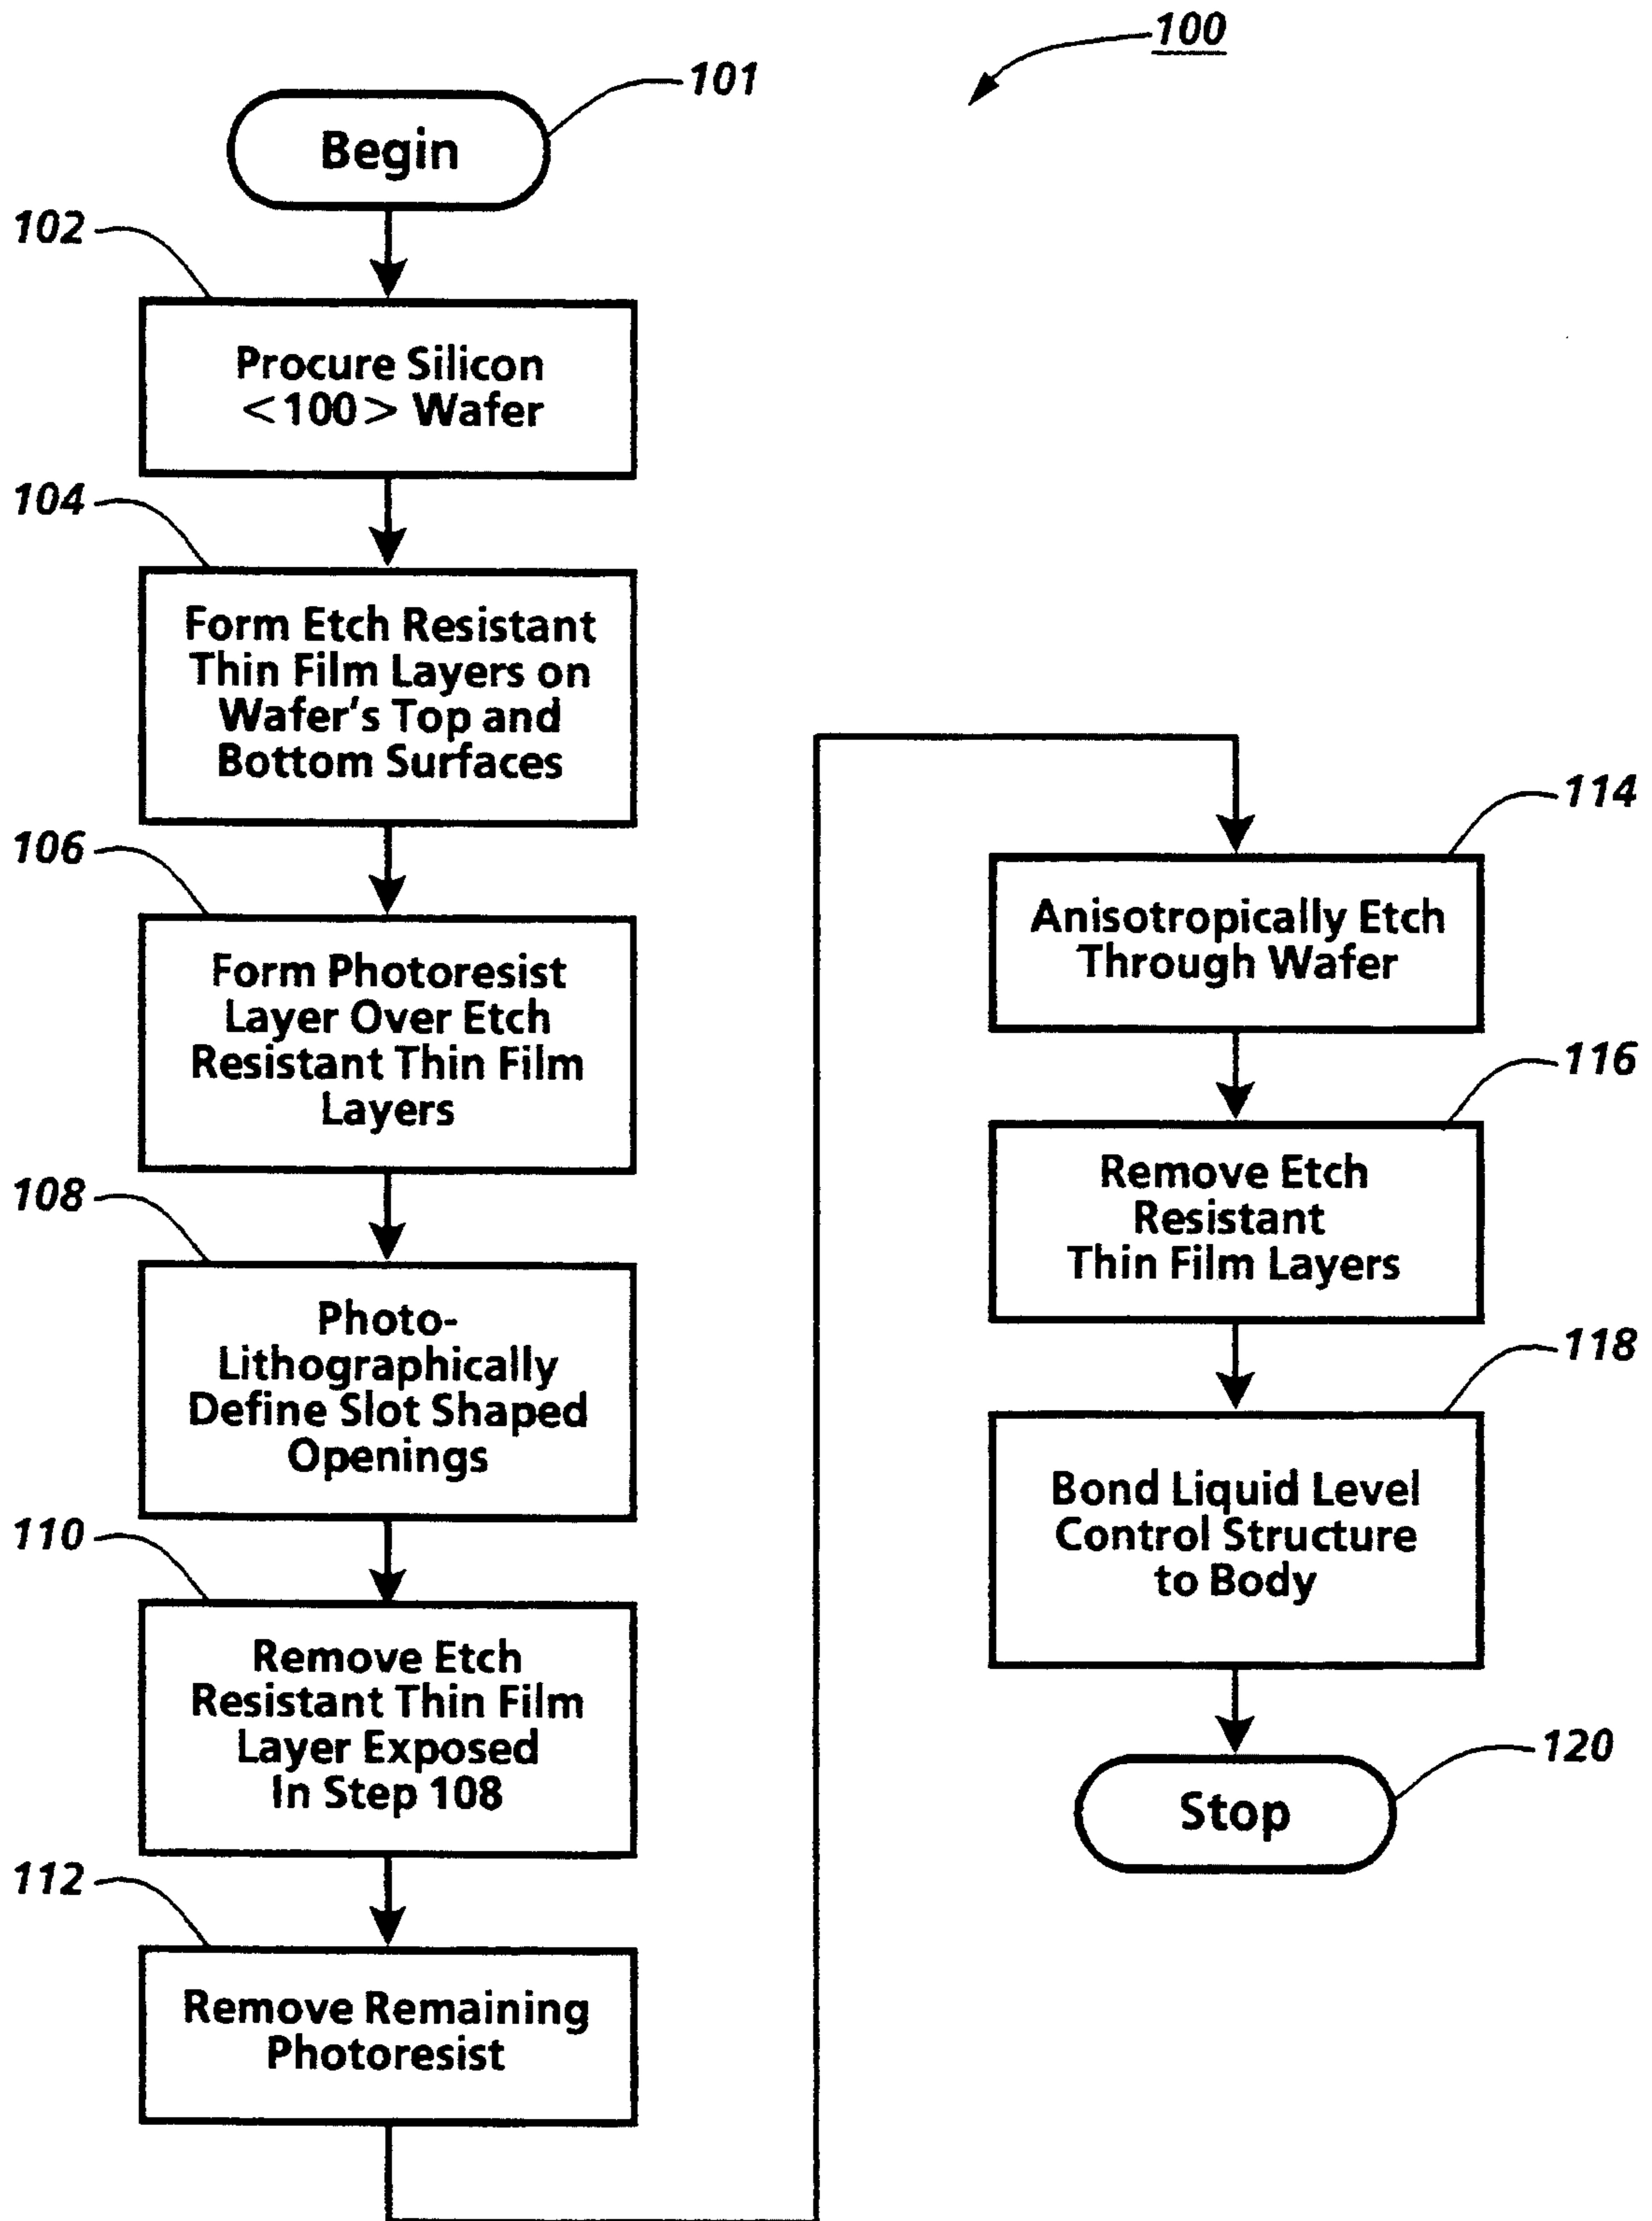 100
101
Begin
102
Procure Silicon
<100> Wafer
104
Form Etch Resistant
Thin Film Layers on
Wafer's Top and
Bottom Surfaces
106
Form Photoresist
Layer Over Etch
Resistant Thin Film
Layers
108
Photo-
Lithographically
Define Slot Shaped
Openings
110
Remove Etch
Resistant Thin Film
Layer Exposed
In Step 108
112
Remove Remaining
Photoresist
114
Anisotropically Etch
Through Wafer
116
Remove Etch
Resistant
Thin Film Layers
118
Bond Liquid Level
Control Structure
to Body
120
Stop